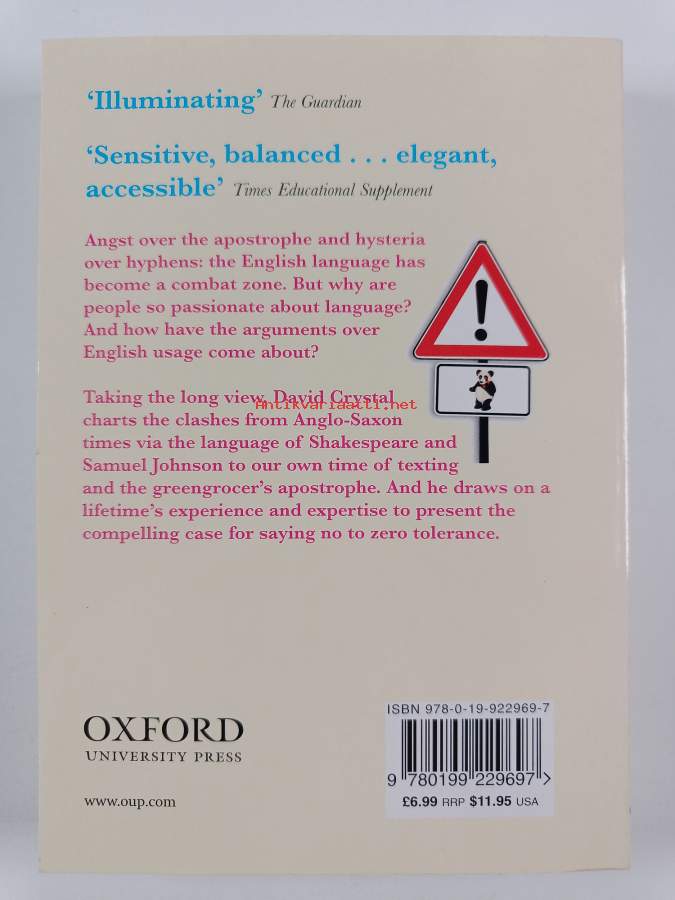 ‘Illuminating’ The Guardian
‘Sensitive, balanced . . . elegant,
accessible’ Times Educational Supplement
Angst over the apostrophe and hysteria
over hyphens: the English language has
become a combat zone. But why are
people so passionate about language?
And how have the arguments over
English usage come about?
Taking the long view, David Crystal
Antikvariaatti.net
charts the clashes from Anglo-Saxon
times via the language of Shakespeare and
Samuel Johnson to our own time of texting
and the greengrocer’s apostrophe. And he draws on a
lifetime’s experience and expertise to present the
compelling case for saying no to zero tolerance.
OXFORD
UNIVERSITY PRESS
www.oup.com
ISBN 978-0-19-922969-7
9 780199 229697
£6.99 RRP $11.95 USA